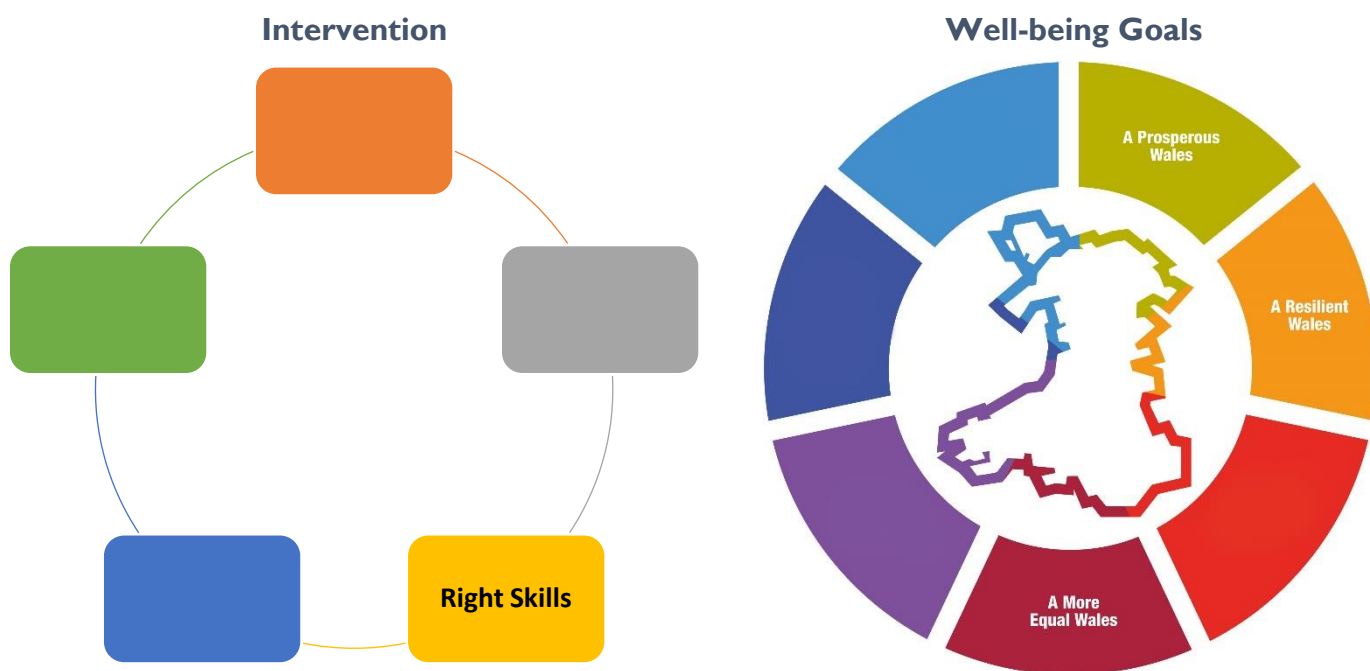 Intervention
Well-being Goals
A Prosperous
Wales
A Resilient
Wales
Right Skills
A More
Equal Wales